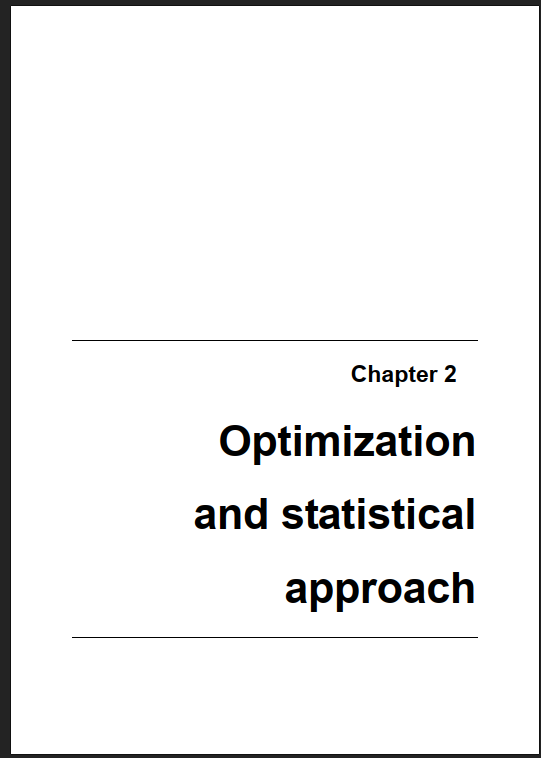 Chapter 2
Optimization
and statistical
approach